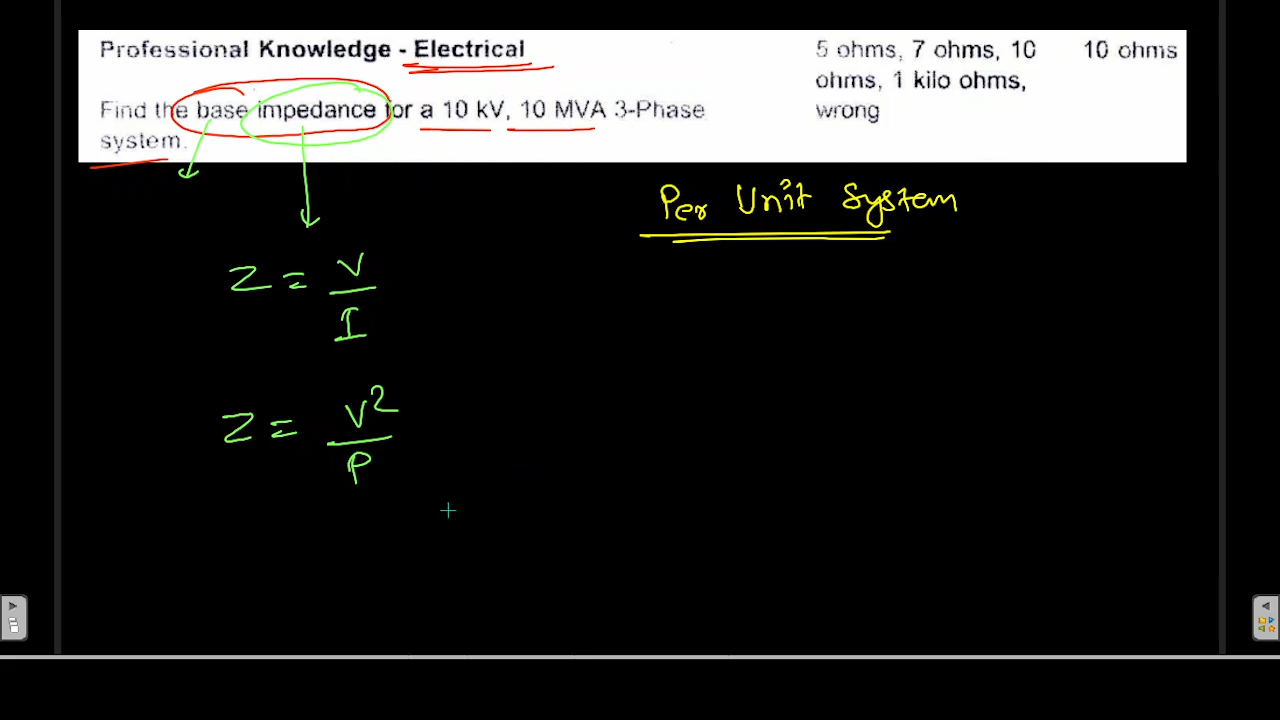 Professional Knowledge - Electrical
Find the base impedance for a 10 kV, 10 MVA 3-Phase
system.
5 ohms, 7 ohms, 10
ohms, 1 kilo ohms,
wrong
10 ohms
Per Unit System
Z = V
I
Z = V²
P